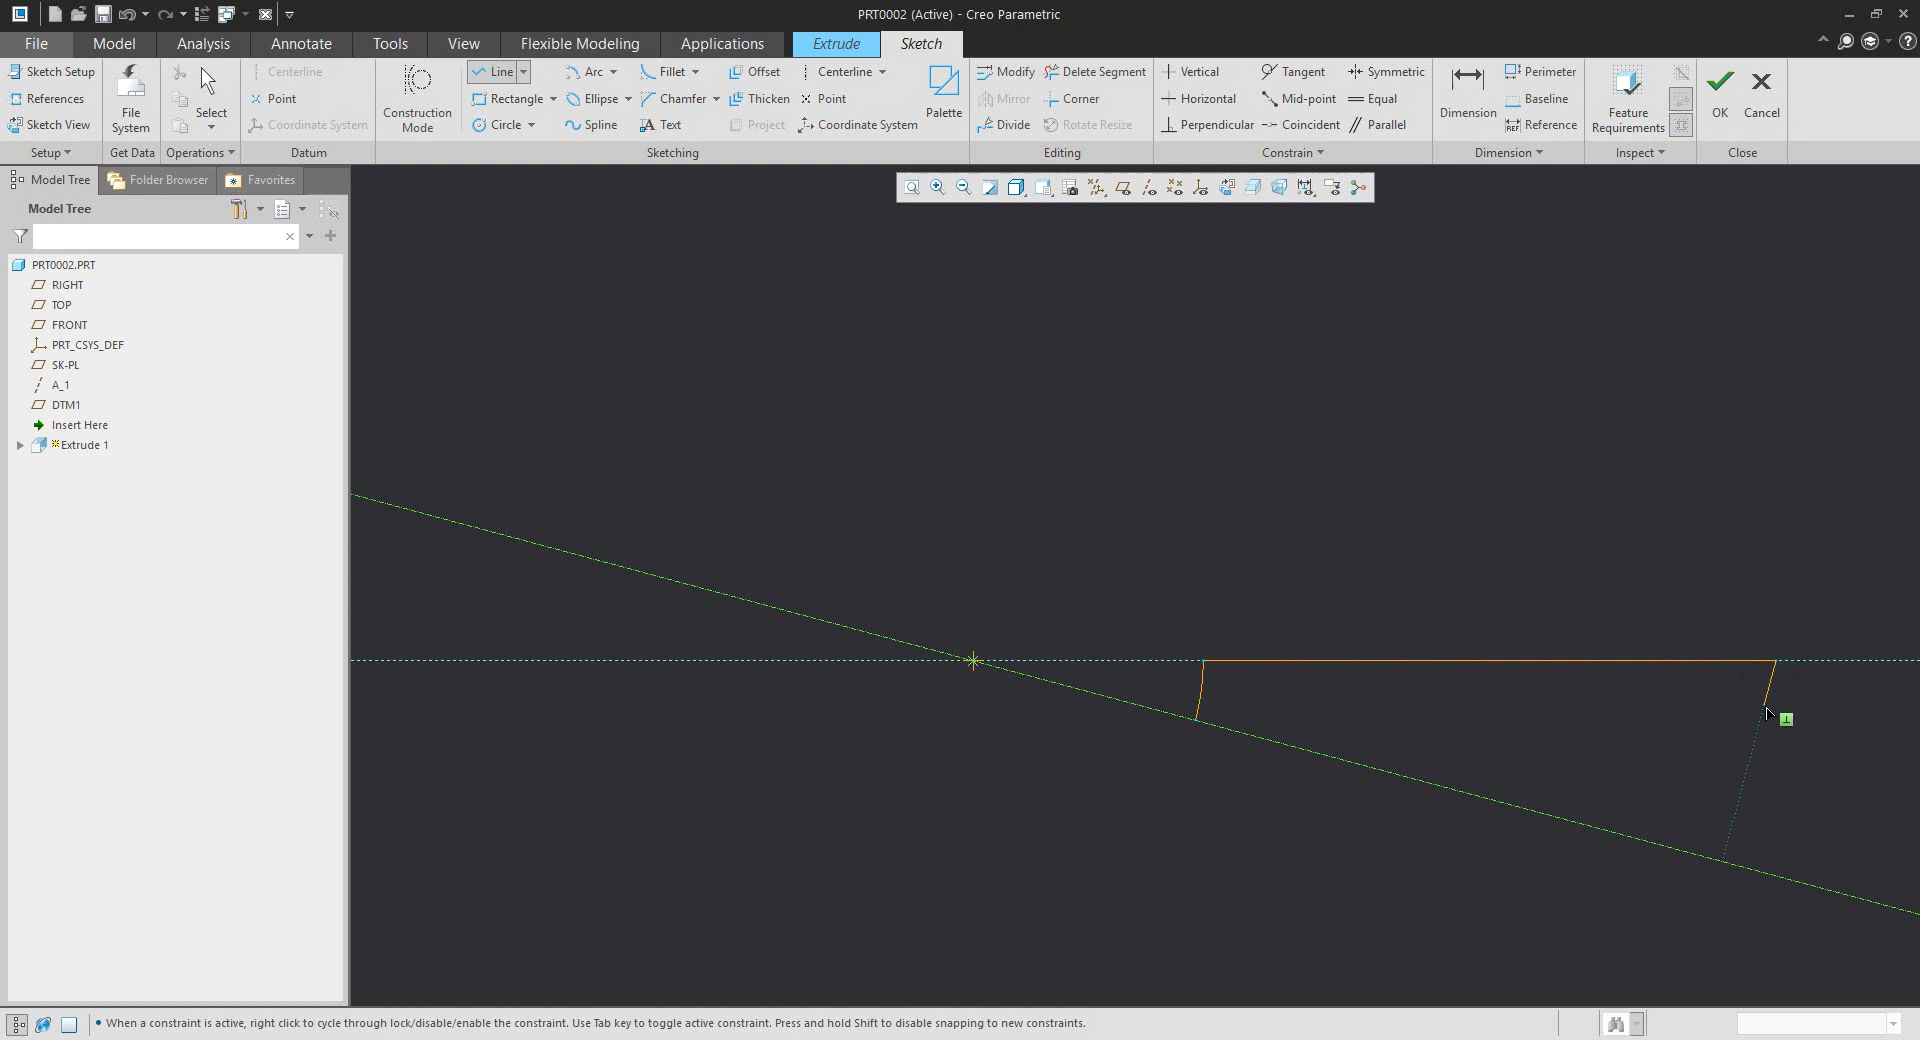 PRT0002 (Active) - Creo Parametric
File Model Analysis Annotate Tools View Flexible Modeling Applications Extrude Sketch
Sketch Setup
References
Sketch View
Setup
File System
Get Data
Select
Operations
Centerline
Point
Coordinate System
Datum
Construction Mode
Line Arc Fillet Offset Centerline
Rectangle Ellipse Chamfer Thicken Point
Circle Spline Text Project Coordinate System
Palette
Sketching
Modify Delete Segment
Mirror Corner
Divide Rotate Resize
Editing
Vertical Tangent Symmetric
Horizontal Mid-point Equal
Perpendicular Coincident Parallel
Constrain
Dimension
Perimeter
Baseline
REF Reference
Dimension
Feature Requirements
Inspect
OK Cancel
Close
Model Tree Folder Browser Favorites
Model Tree
PRT0002.PRT
RIGHT
TOP
FRONT
PRT_CSYS_DEF
SK-PL
A_1
DTM1
Insert Here
Extrude 1
When a constraint is active, right click to cycle through lock/disable/enable the constraint. Use Tab key to toggle active constraint. Press and hold Shift to disable snapping to new constraints.